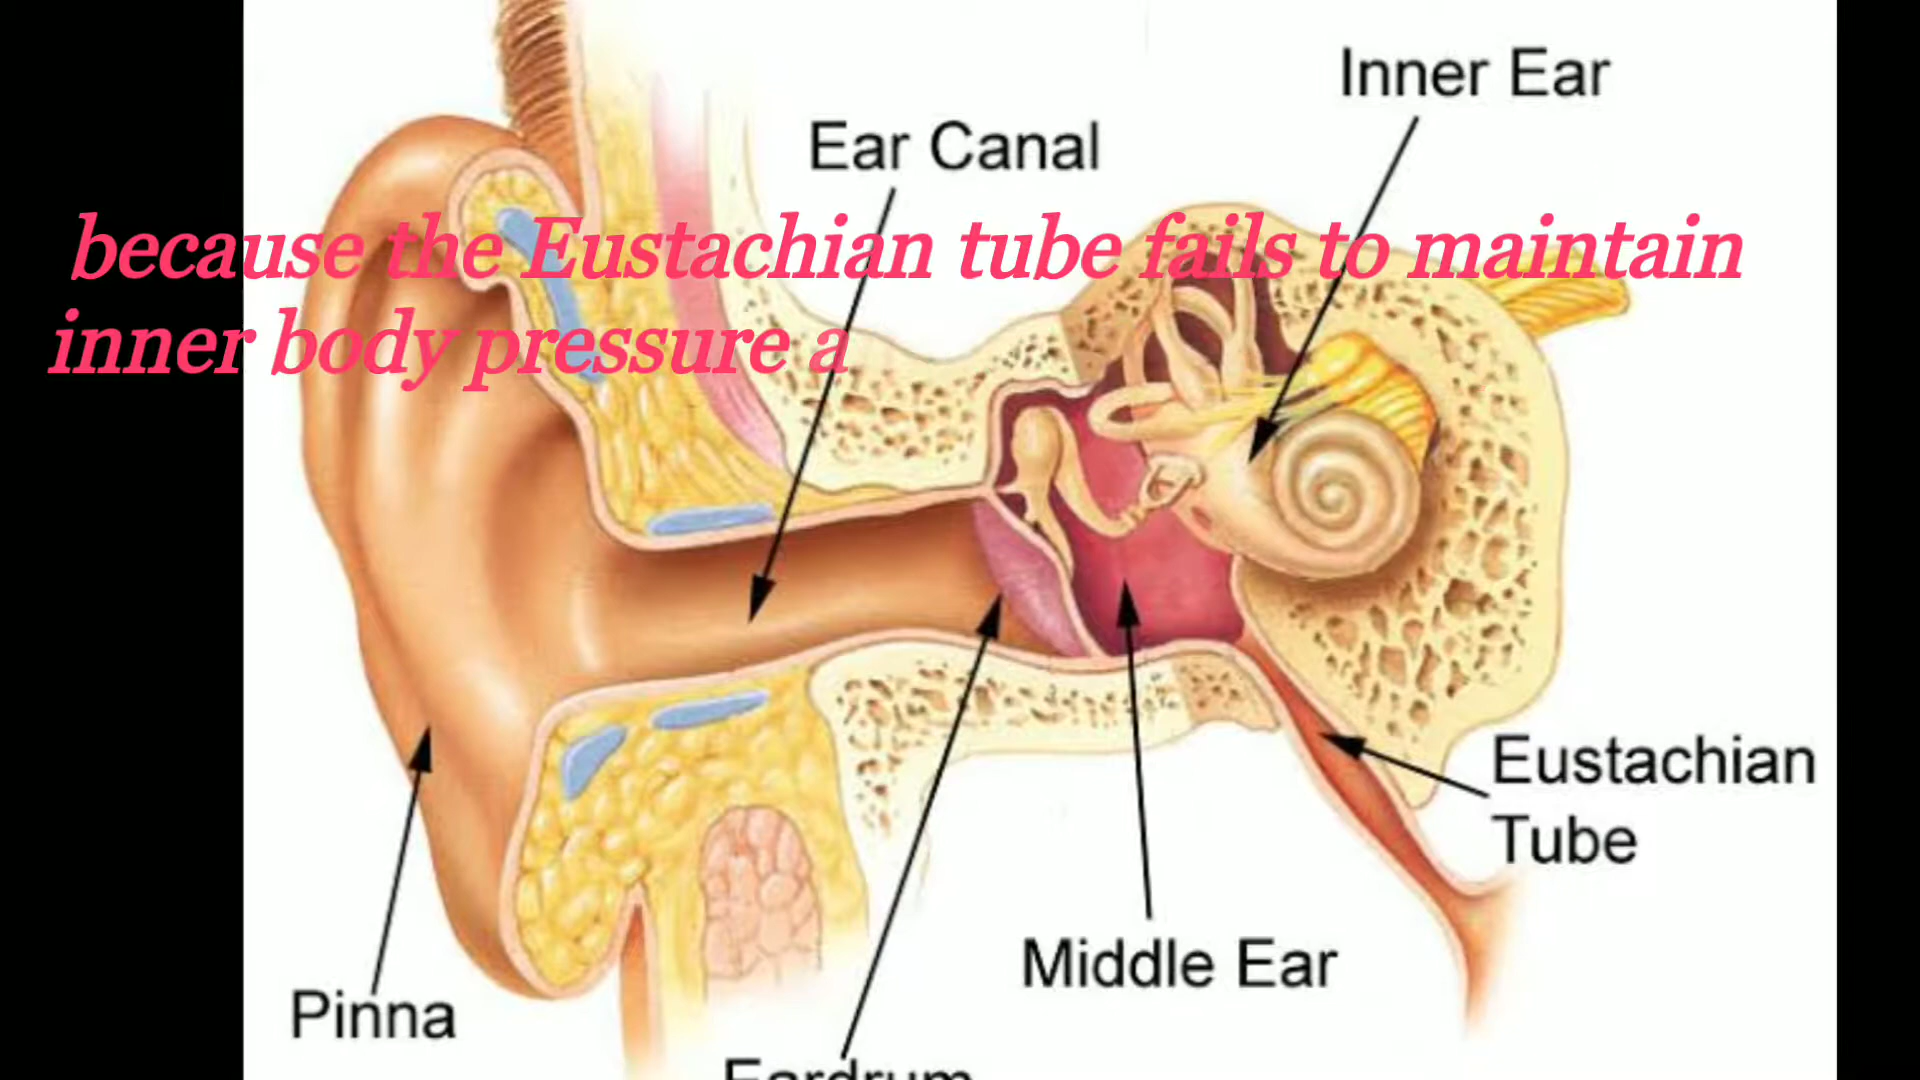 Inner Ear
Ear Canal
because the Eustachian tube fails to maintain
inner body pressure a
Eustachian
Tube
Middle Ear
Pinna
Eardrum